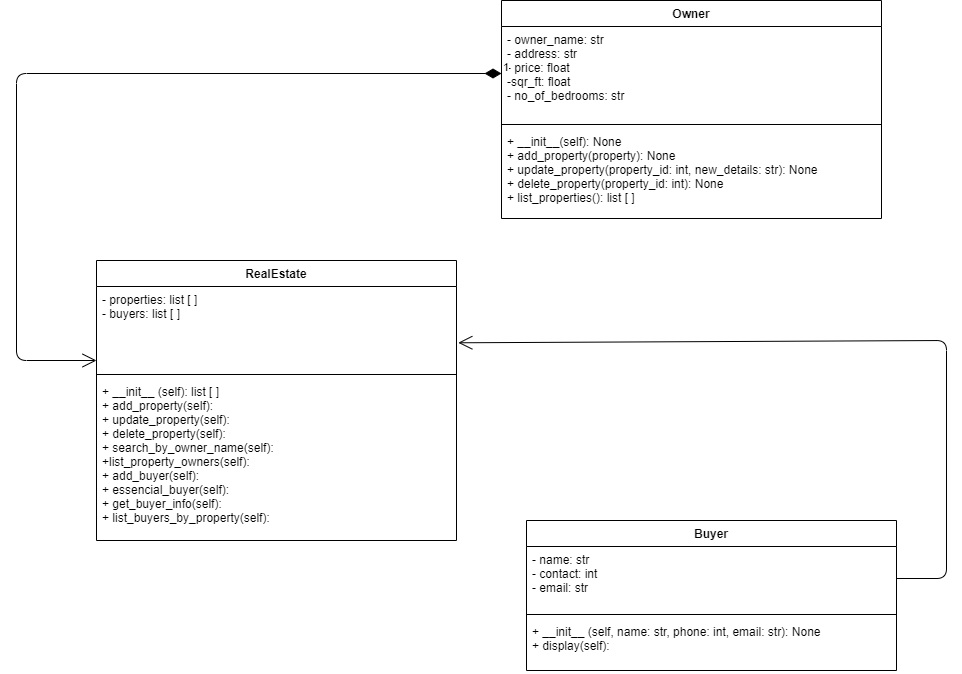 Owner
- owner_name: str
- address: str
1- price: float
-sqr_ft: float
- no_of_bedrooms: str
+ __init__(self): None
+ add_property(property): None
+ update_property(property_id: int, new_details: str): None
+ delete_property(property_id: int): None
+ list_properties(): list [ ]
RealEstate
- properties: list [ ]
- buyers: list [ ]
+ __init__ (self): list [ ]
+ add_property(self):
+ update_property(self):
+ delete_property(self):
+ search_by_owner_name(self):
+list_property_owners(self):
+ add_buyer(self):
+ essencial_buyer(self):
+ get_buyer_info(self):
+ list_buyers_by_property(self):
Buyer
- name: str
- contact: int
- email: str
+ __init__ (self, name: str, phone: int, email: str): None
+ display(self):